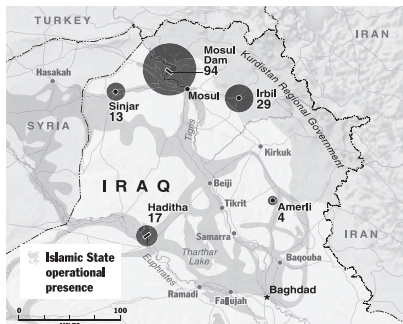 TURKEY
IRAN
Mosul
Dam
94
Kurdistan Regional Government
Hasakah
Irbil
29
Mosul
Sinjar
13
SYRIA
Tigris
Kirkuk
IRAQ
Beiji
Haditha
17
Tikrit
Amerli
4
Samarra
IRAN
Islamic State
operational
presence
Tharthar
Lake
Baqouba
Euphrates
Ramadi
Fallujah
Baghdad
0
100
MILES